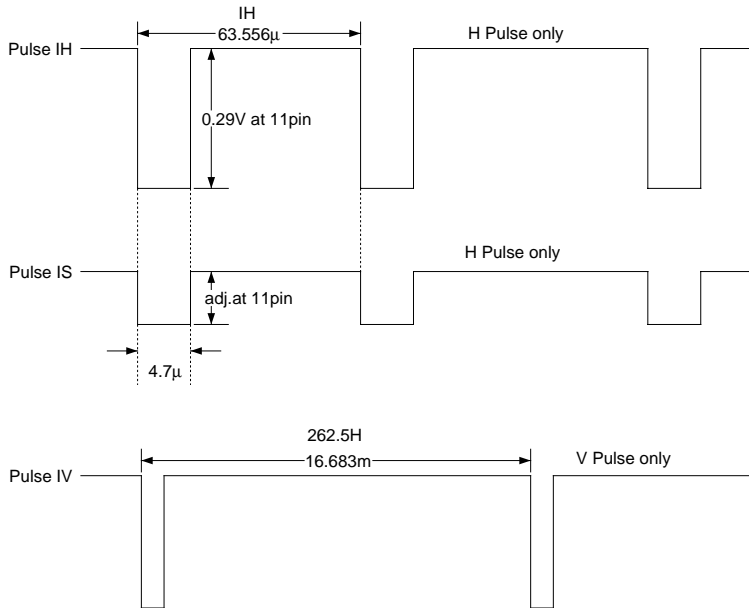 IH
63.556μ
Pulse IH
H Pulse only
0.29V at 11pin
Pulse IS
H Pulse only
adj.at 11pin
4.7μ
262.5H
16.683m
Pulse IV
V Pulse only